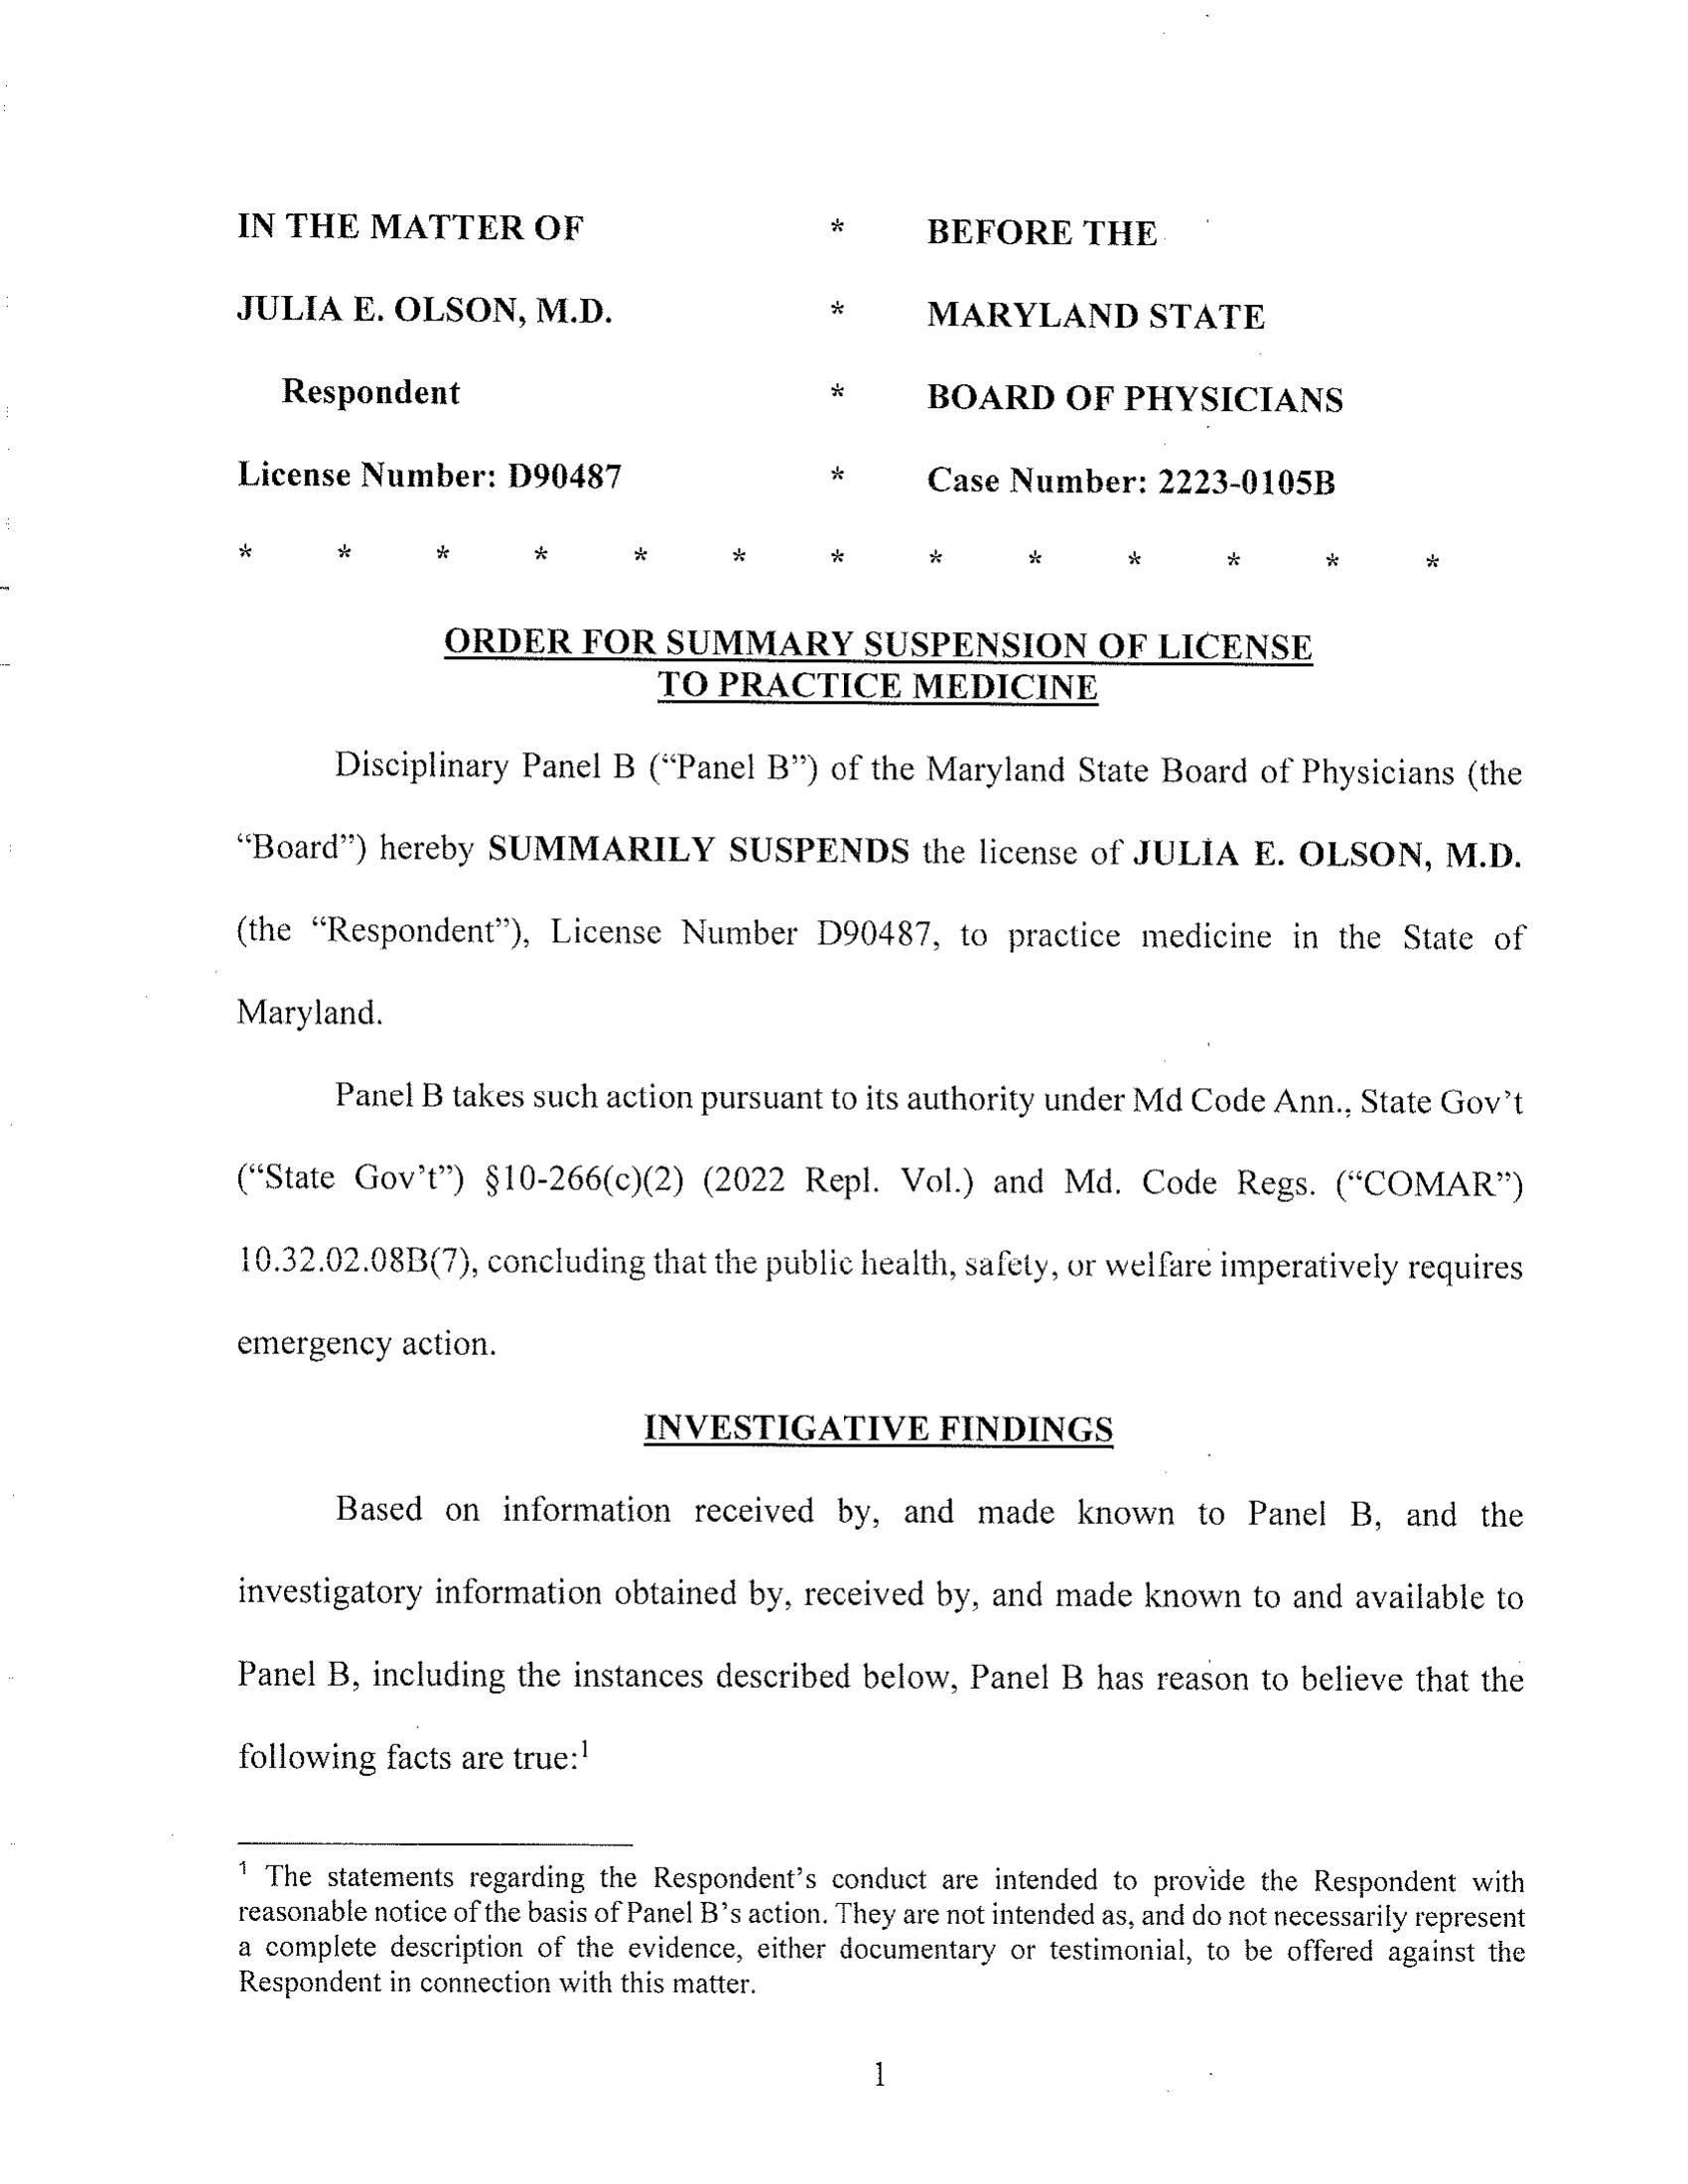 IN THE MATTER OF * BEFORE THE
JULIA E. OLSON, M.D. * MARYLAND STATE
Respondent * BOARD OF PHYSICIANS
License Number: D90487 * Case Number: 2223-0105B
* * * * * * * * * * * * *
ORDER FOR SUMMARY SUSPENSION OF LICENSE
TO PRACTICE MEDICINE
Disciplinary Panel B (“Panel B”) of the Maryland State Board of Physicians (the
“Board”) hereby SUMMARILY SUSPENDS the license of JULIA E. OLSON, M.D.
(the “Respondent”), License Number D90487, to practice medicine in the State of
Maryland.
Panel B takes such action pursuant to its authority under Md Code Ann., State Gov’t
(“State Gov’t”) §10-266(c)(2) (2022 Repl. Vol.) and Md. Code Regs. (“COMAR”)
10.32.02.08B(7), concluding that the public health, safety, or welfare imperatively requires
emergency action.
INVESTIGATIVE FINDINGS
Based on information received by, and made known to Panel B, and the
investigatory information obtained by, received by, and made known to and available to
Panel B, including the instances described below, Panel B has reason to believe that the
following facts are true:¹
¹ The statements regarding the Respondent’s conduct are intended to provide the Respondent with
reasonable notice of the basis of Panel B’s action. They are not intended as, and do not necessarily represent
a complete description of the evidence, either documentary or testimonial, to be offered against the
Respondent in connection with this matter.
1